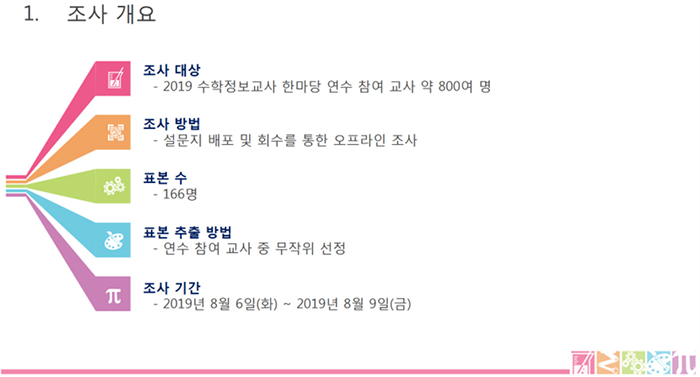 1. 조사 개요
조사 대상
- 2019 수학정보교사 한마당 연수 참여 교사 약 800여 명
조사 방법
- 설문지 배포 및 회수를 통한 오프라인 조사
표본 수
- 166명
표본 추출 방법
- 연수 참여 교사 중 무작위 선정
π
조사 기간
- 2019년 8월 6일(화) ~ 2019년 8월 9일(금)